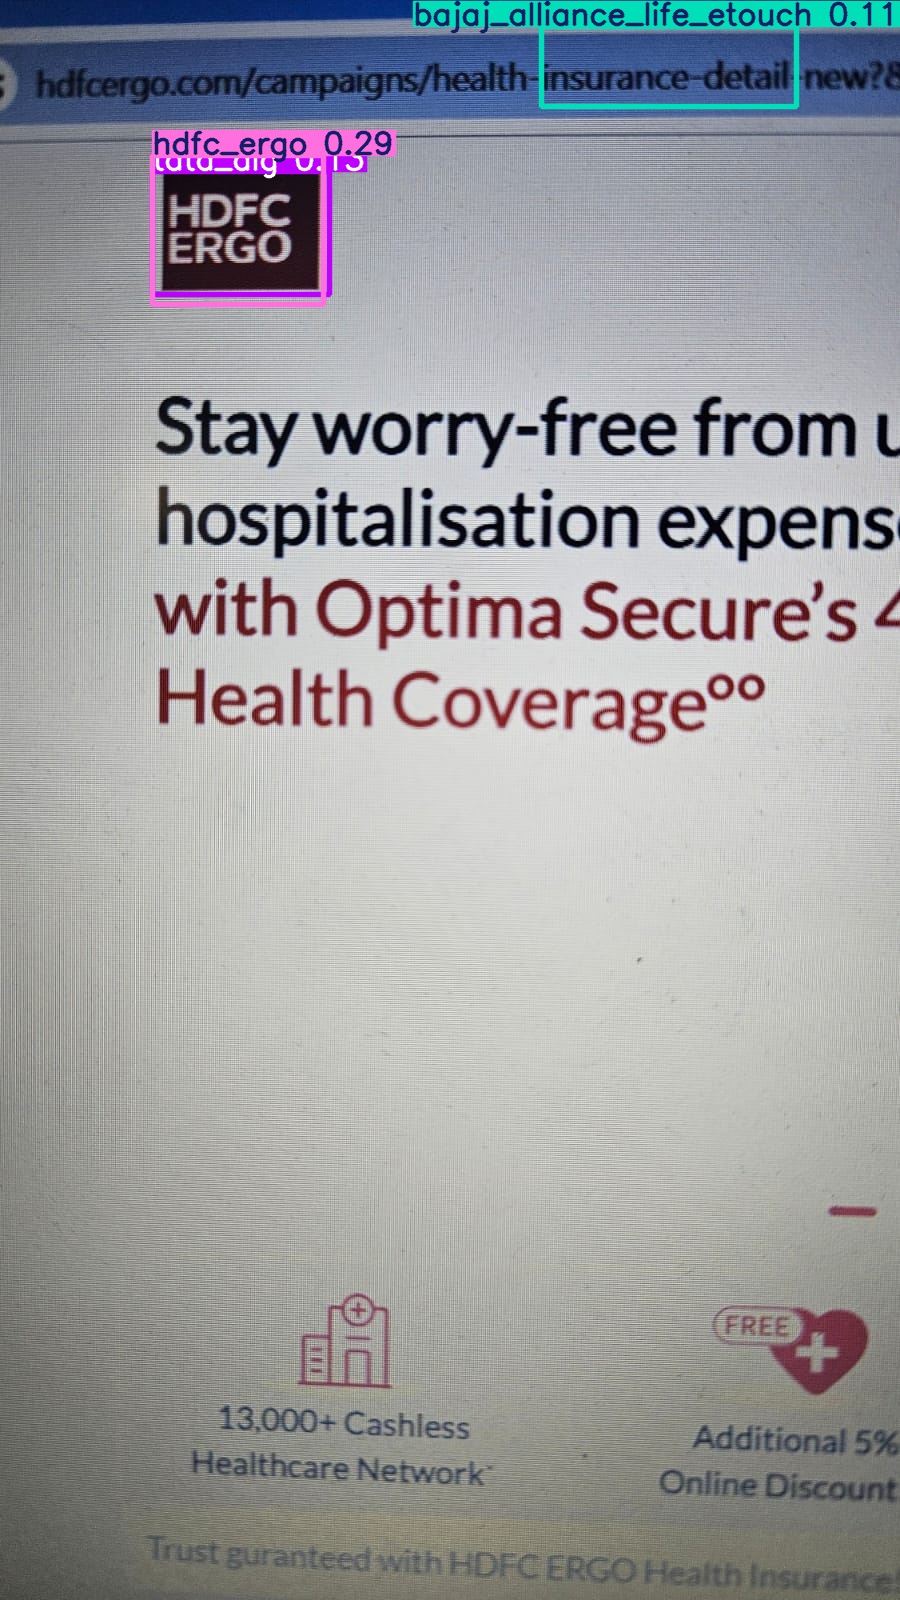 bajaj_alliance_life_etouch 0.11
hdfcergo.com/campaigns/health-insurance-detail-new?&
hdfc_ergo 0.29
tata_aig 0.13
HDFC
ERGO
Stay worry-free from u
hospitalisation expense
with Optima Secure's 4
Health Coverage°°
FREE
13,000+ Cashless
Healthcare Network~
Additional 5%
Online Discount
Trust guranteed with HDFC ERGO Health Insurance!